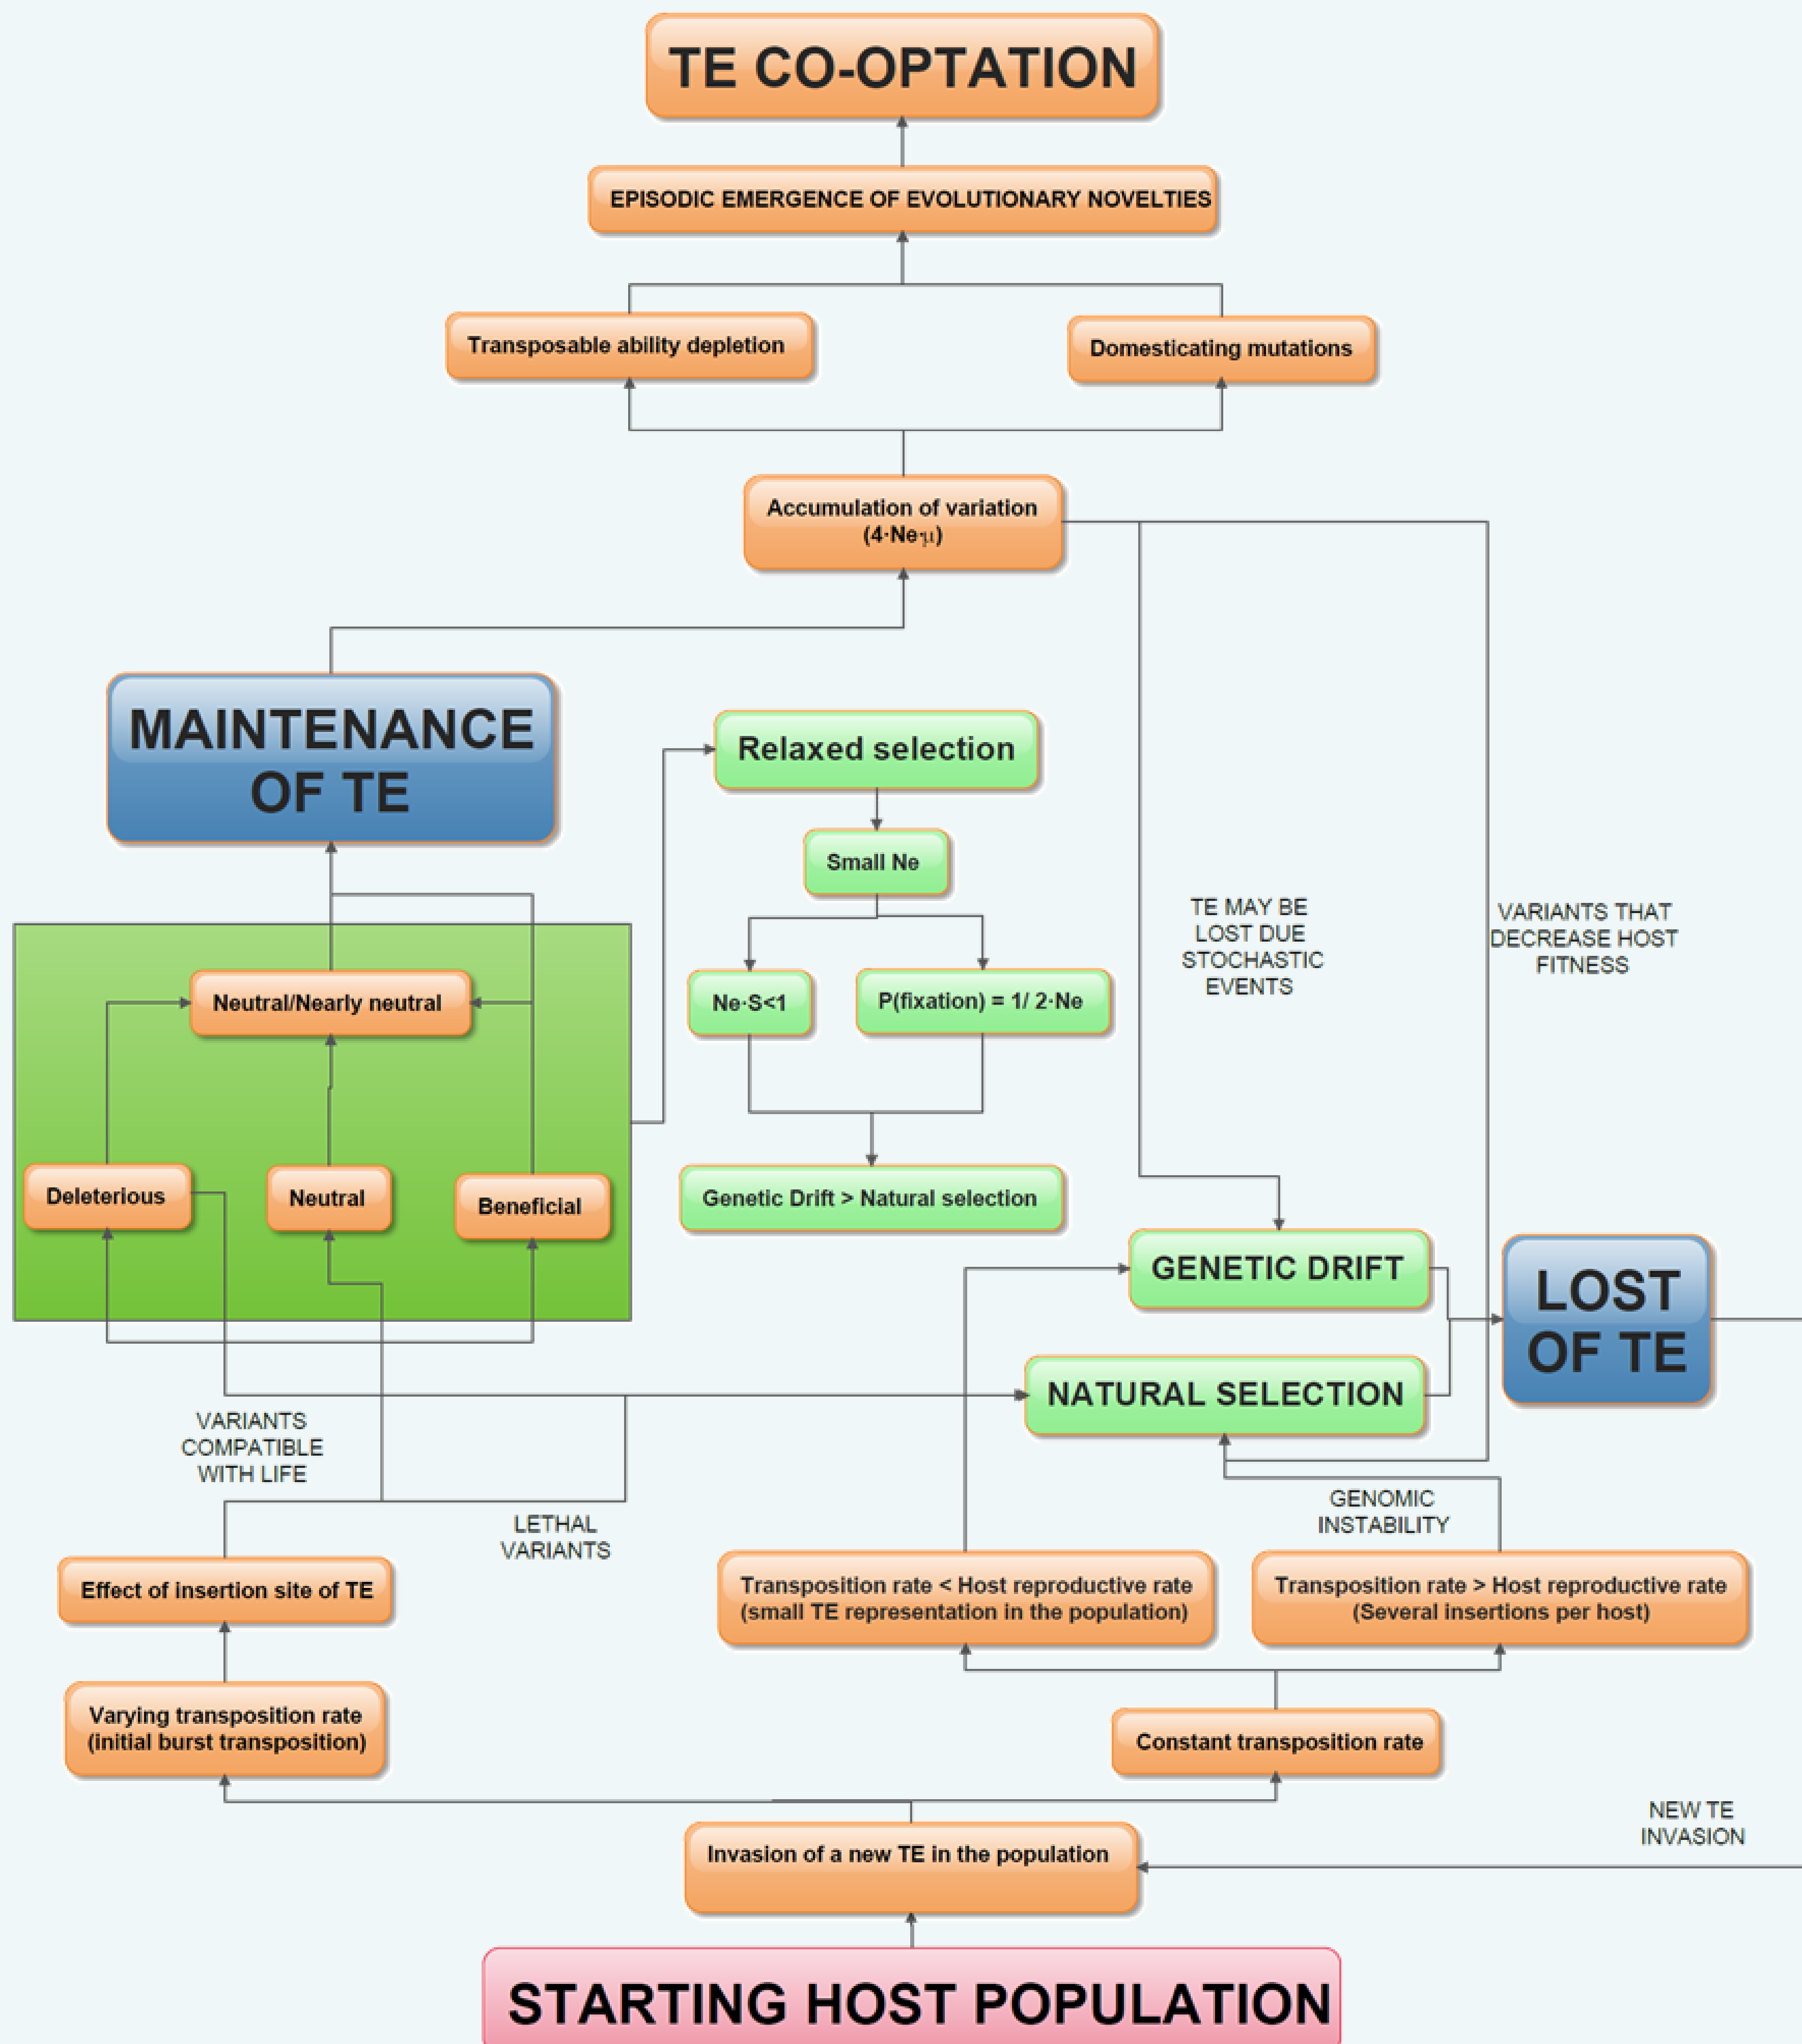 TE CO-OPTATION
EPISODIC EMERGENCE OF EVOLUTIONARY NOVELTIES
Transposable ability depletion
Domesticating mutations
Accumulation of variation
(4·Ne·μ)
MAINTENANCE
OF TE
Relaxed selection
Small Ne
TE MAY BE
LOST DUE
STOCHASTIC
EVENTS
VARIANTS THAT
DECREASE HOST
FITNESS
Neutral/Nearly neutral
Ne·S<1
P(fixation) = 1/ 2·Ne
Deleterious
Neutral
Beneficial
Genetic Drift > Natural selection
GENETIC DRIFT
LOST
OF TE
NATURAL SELECTION
VARIANTS
COMPATIBLE
WITH LIFE
LETHAL
VARIANTS
GENOMIC
INSTABILITY
Effect of insertion site of TE
Transposition rate < Host reproductive rate
(small TE representation in the population)
Transposition rate > Host reproductive rate
(Several insertions per host)
Varying transposition rate
(initial burst transposition)
Constant transposition rate
NEW TE
INVASION
Invasion of a new TE in the population
STARTING HOST POPULATION